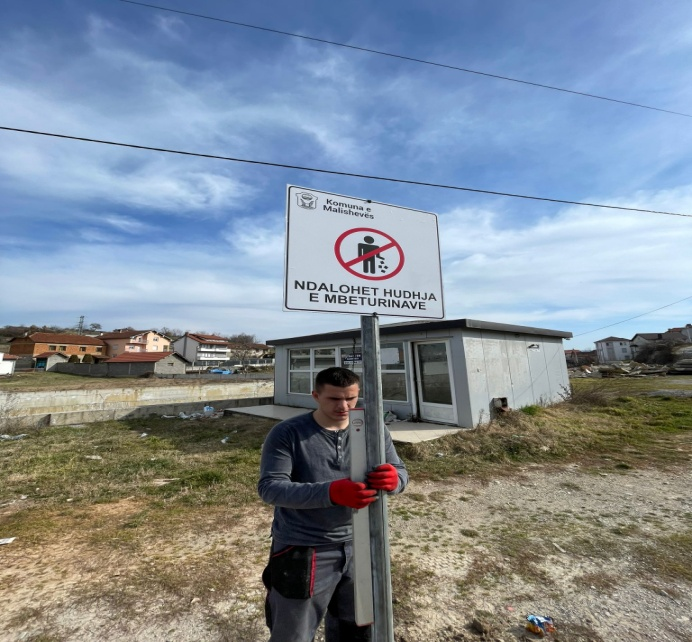 Komuna e
Malishevës
NDALOHET HUDHJA
E MBETURINAVE